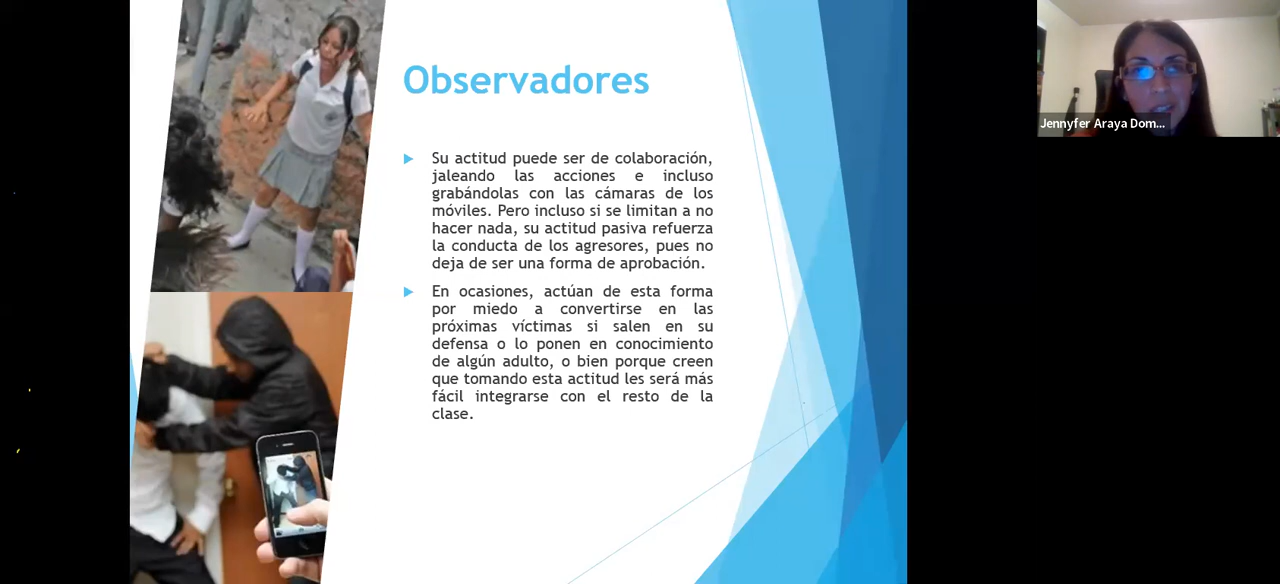 Observadores
Su actitud puede ser de colaboración,
jaleando las acciones e incluso
grabándolas con las cámaras de los
móviles. Pero incluso si se limitan a no
hacer nada, su actitud pasiva refuerza
la conducta de los agresores, pues no
deja de ser una forma de aprobación.
En ocasiones, actúan de esta forma
por miedo a convertirse en las
próximas víctimas si salen en su
defensa o lo ponen en conocimiento
de algún adulto, o bien porque creen
que tomando esta actitud les será más
fácil integrarse con el resto de la
clase.
Jennyfer Araya Dom...